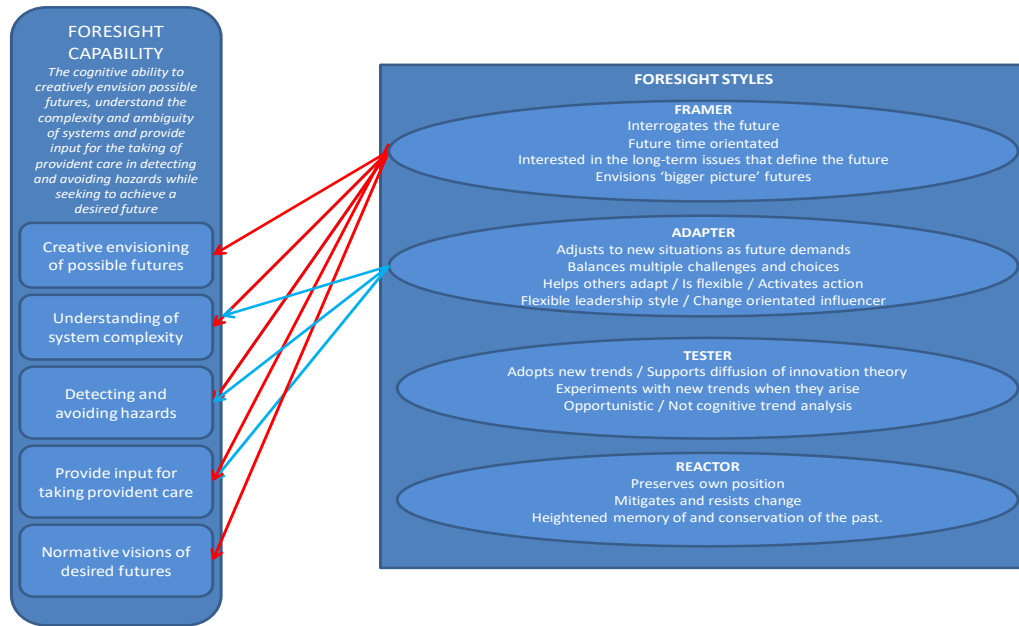 FORESIGHT
CAPABILITY
The cognitive ability to
creatively envision possible
futures, understand the
complexity and ambiguity
of systems and provide
input for the taking of
provident care in detecting
and avoiding hazards while
seeking to achieve a
desired future
Creative envisioning
of possible futures
Understanding of
system complexity
Detecting and
avoiding hazards
Provide input for
taking provident care
Normative visions of
desired futures
FORESIGHT STYLES
FRAMER
Interrogates the future
Future time orientated
Interested in the long-term issues that define the future
Envisions ‘bigger picture’ futures
ADAPTER
Adjusts to new situations as future demands
Balances multiple challenges and choices
Helps others adapt / Is flexible / Activates action
Flexible leadership style / Change orientated influencer
TESTER
Adopts new trends / Supports diffusion of innovation theory
Experiments with new trends when they arise
Opportunistic / Not cognitive trend analysis
REACTOR
Preserves own position
Mitigates and resists change
Heightened memory of and conservation of the past.